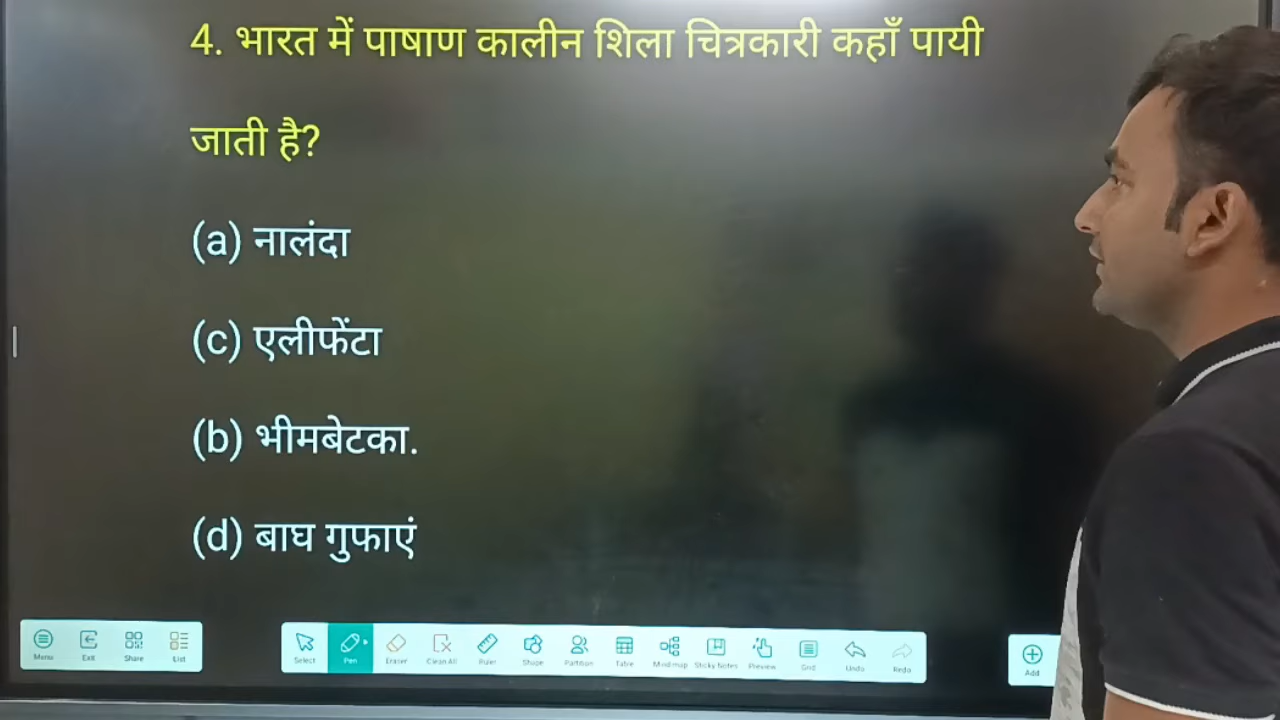 4. भारत में पाषाण कालीन शिला चित्रकारी कहाँ पायी
जाती है?
(a) नालंदा
(c) एलीफेंटा
(b) भीमबेटका.
(d) बाघ गुफाएं
Menu Exit Share List Select Pen Eraser Clean All Ruler Shape Partition Table Mind map Sticky Notes Preview Grid Undo Redo Add